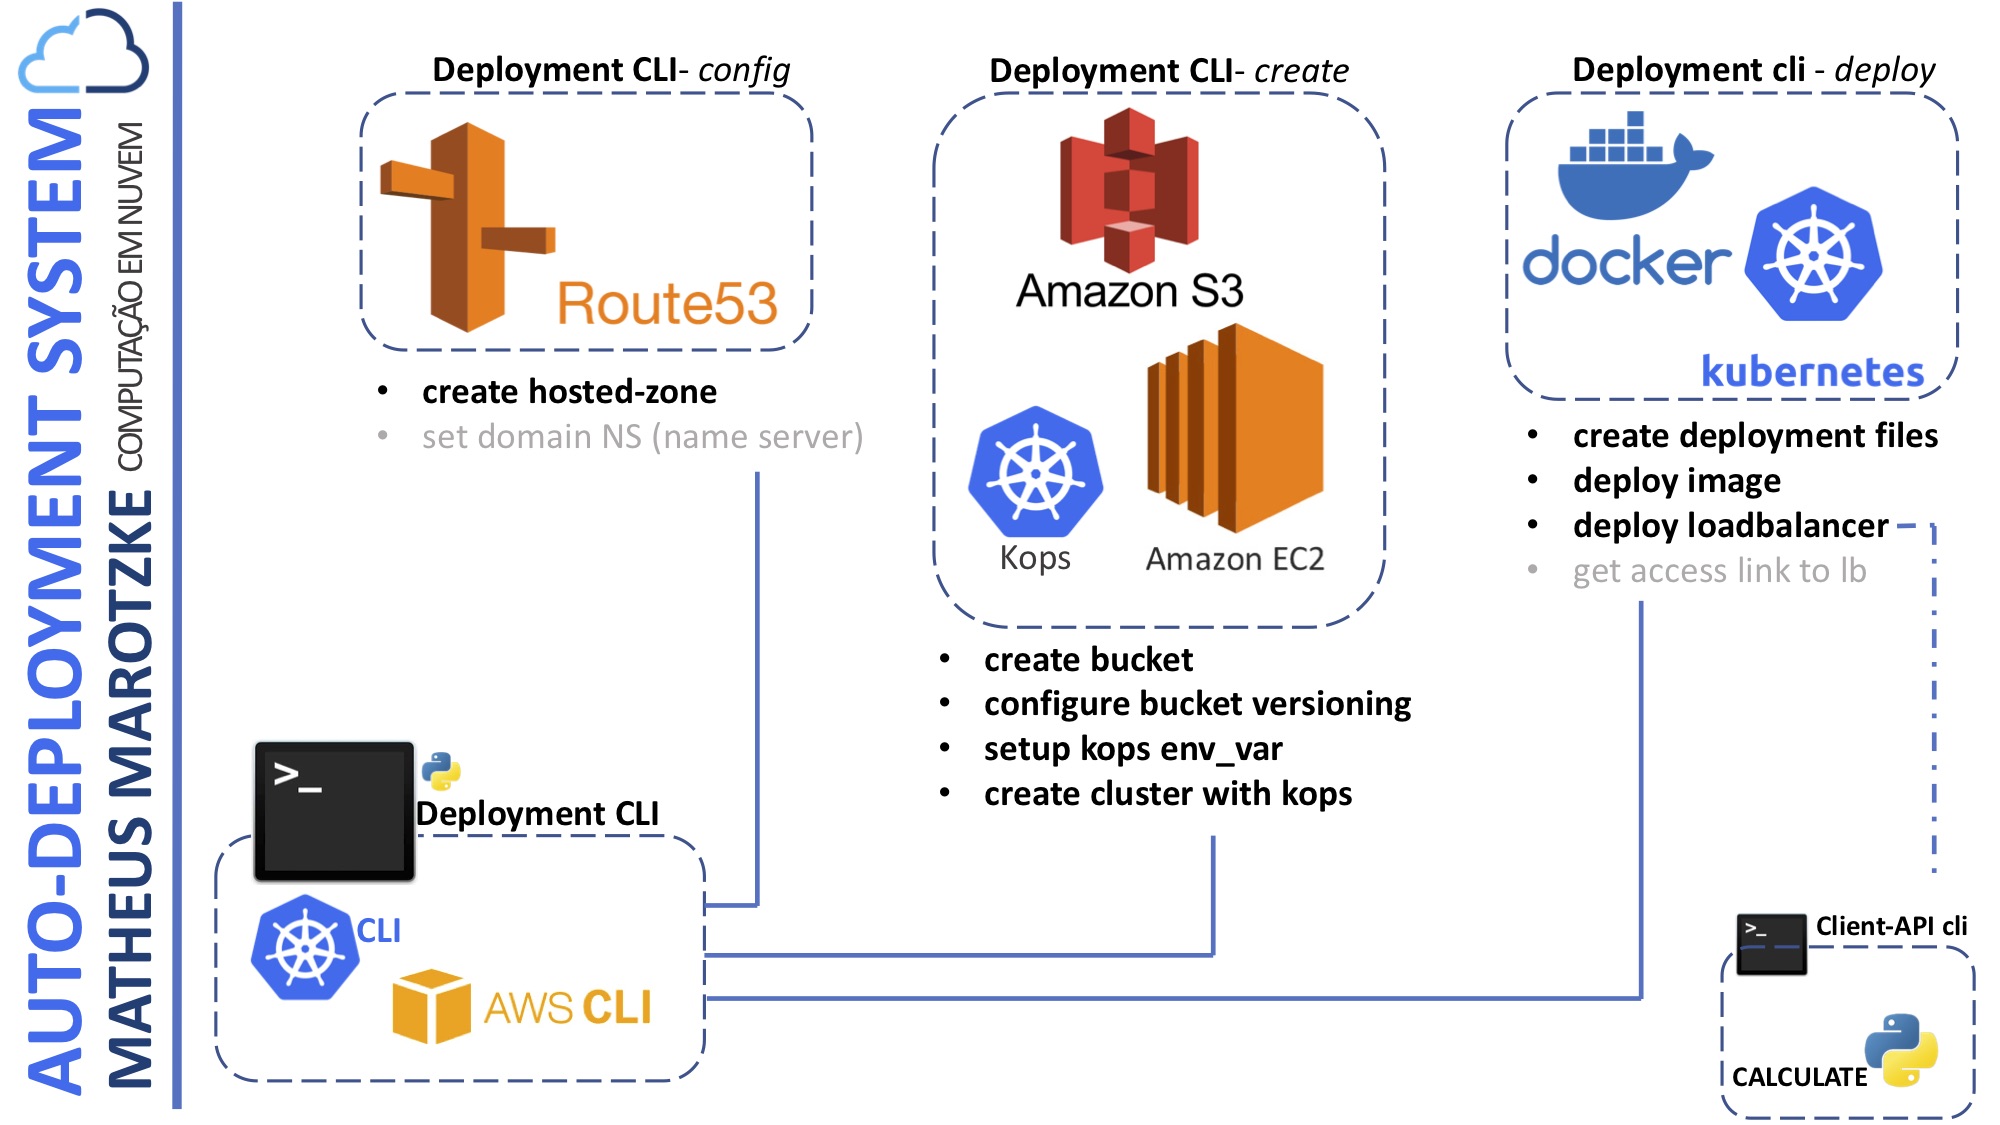 AUTO-DEPLOYMENT SYSTEM
MATHEUS MAROTZKE COMPUTAÇÃO EM NUVEM
Deployment CLI- config
Route53
• create hosted-zone
• set domain NS (name server)
Deployment CLI- create
Amazon S3
Kops
Amazon EC2
• create bucket
• configure bucket versioning
• setup kops env_var
• create cluster with kops
Deployment cli - deploy
docker
kubernetes
• create deployment files
• deploy image
• deploy loadbalancer
• get access link to lb
>_
Deployment CLI
CLI
AWS CLI
>_
Client-API cli
CALCULATE